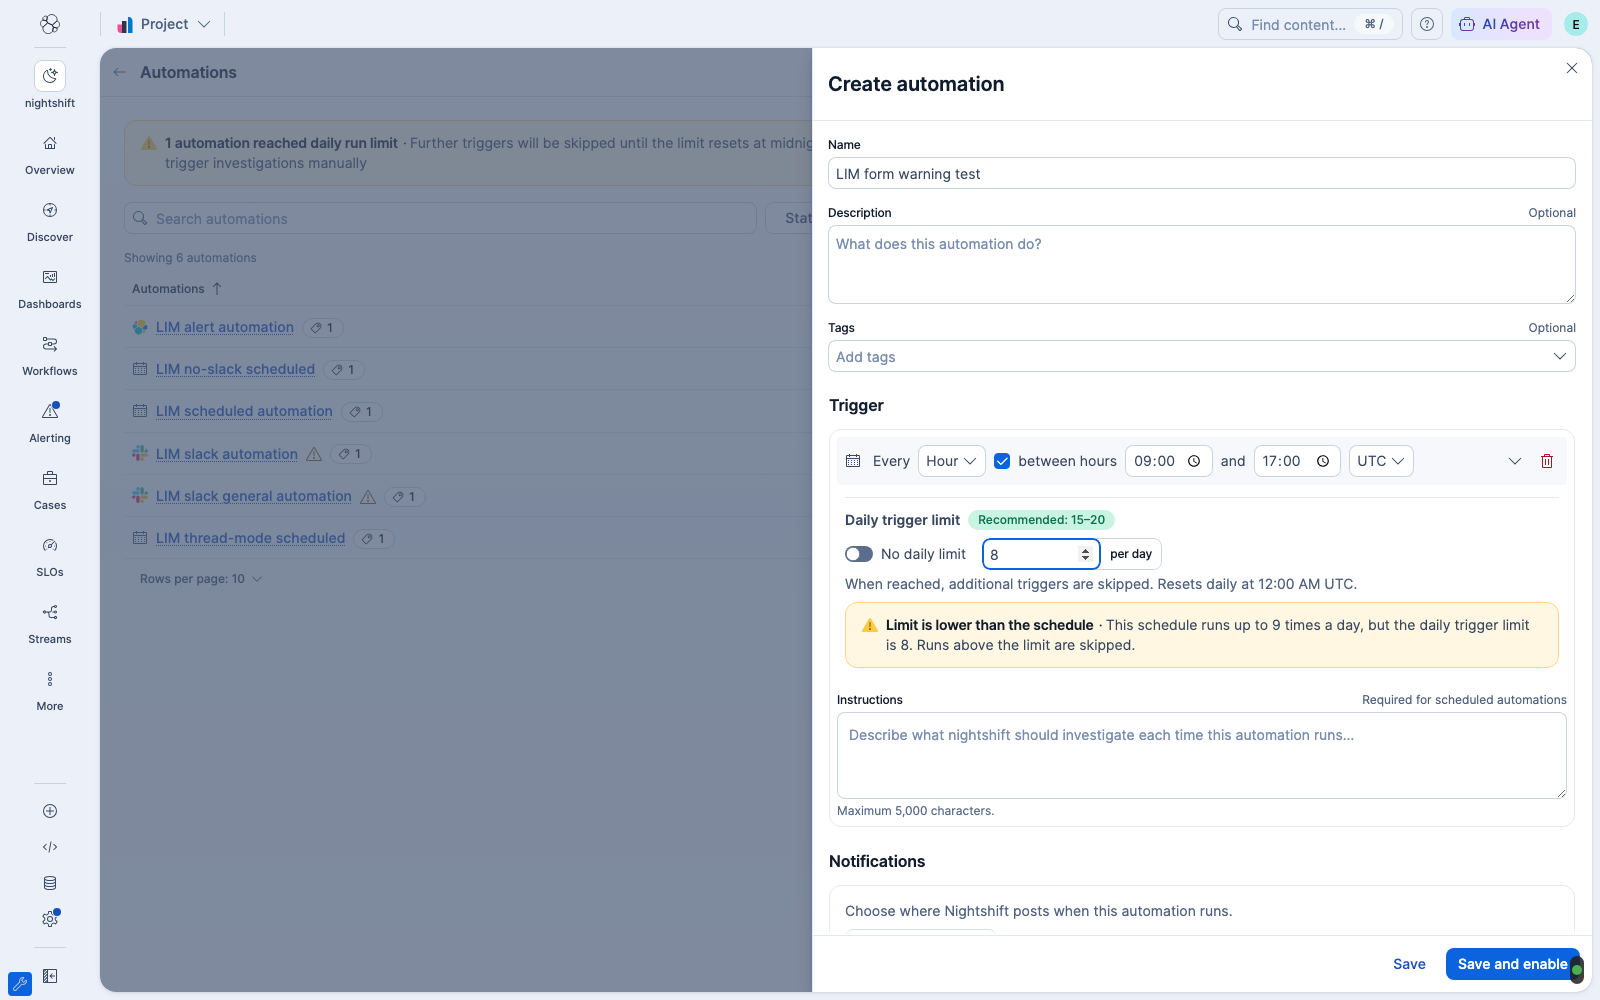 Project
Find content...
⌘ /
AI Agent
E
nightshift
Overview
Discover
Dashboards
Workflows
Alerting
Cases
SLOs
Streams
More
Automations
1 automation reached daily run limit · Further triggers will be skipped until the limit resets at midnig
trigger investigations manually
Search automations
Stat
Showing 6 automations
Automations
LIM alert automation 1
LIM no-slack scheduled 1
LIM scheduled automation 1
LIM slack automation 1
LIM slack general automation 1
LIM thread-mode scheduled 1
Rows per page: 10
Create automation
Name
LIM form warning test
Description Optional
What does this automation do?
Tags Optional
Add tags
Trigger
Every Hour between hours 09:00 and 17:00 UTC
Daily trigger limit Recommended: 15–20
No daily limit 8 per day
When reached, additional triggers are skipped. Resets daily at 12:00 AM UTC.
Limit is lower than the schedule · This schedule runs up to 9 times a day, but the daily trigger limit
is 8. Runs above the limit are skipped.
Instructions Required for scheduled automations
Describe what nightshift should investigate each time this automation runs...
Maximum 5,000 characters.
Notifications
Choose where Nightshift posts when this automation runs.
Save
Save and enable